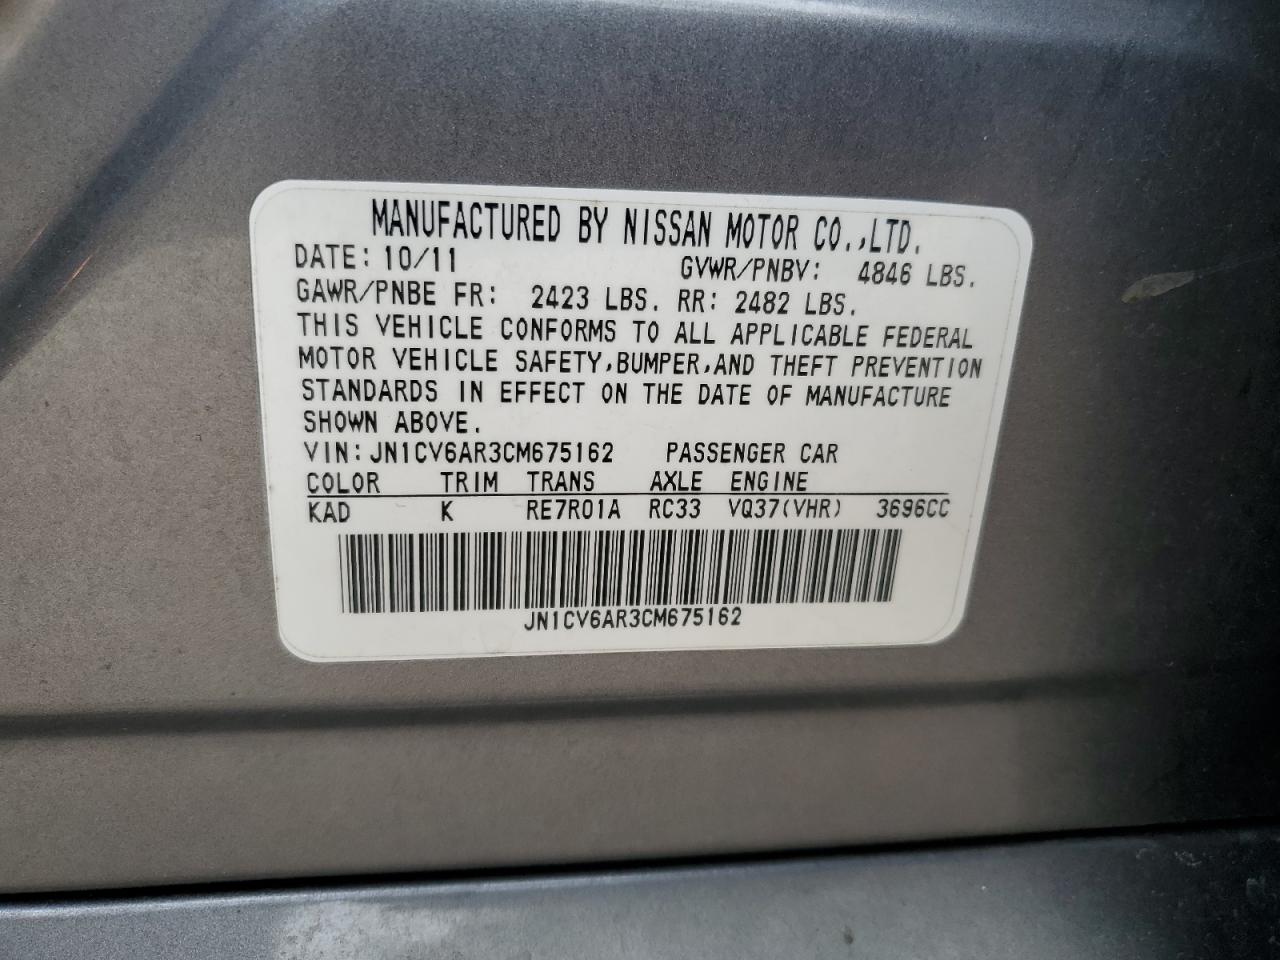 MANUFACTURED BY NISSAN MOTOR CO.,LTD.
DATE: 10/11 GVWR/PNBV: 4846 LBS.
GAWR/PNBE FR: 2423 LBS. RR: 2482 LBS.
THIS VEHICLE CONFORMS TO ALL APPLICABLE FEDERAL
MOTOR VEHICLE SAFETY,BUMPER,AND THEFT PREVENTION
STANDARDS IN EFFECT ON THE DATE OF MANUFACTURE
SHOWN ABOVE.
VIN:JN1CV6AR3CM675162 PASSENGER CAR
COLOR TRIM TRANS AXLE ENGINE
KAD K RE7R01A RC33 VQ37(VHR) 3696CC
JN1CV6AR3CM675162